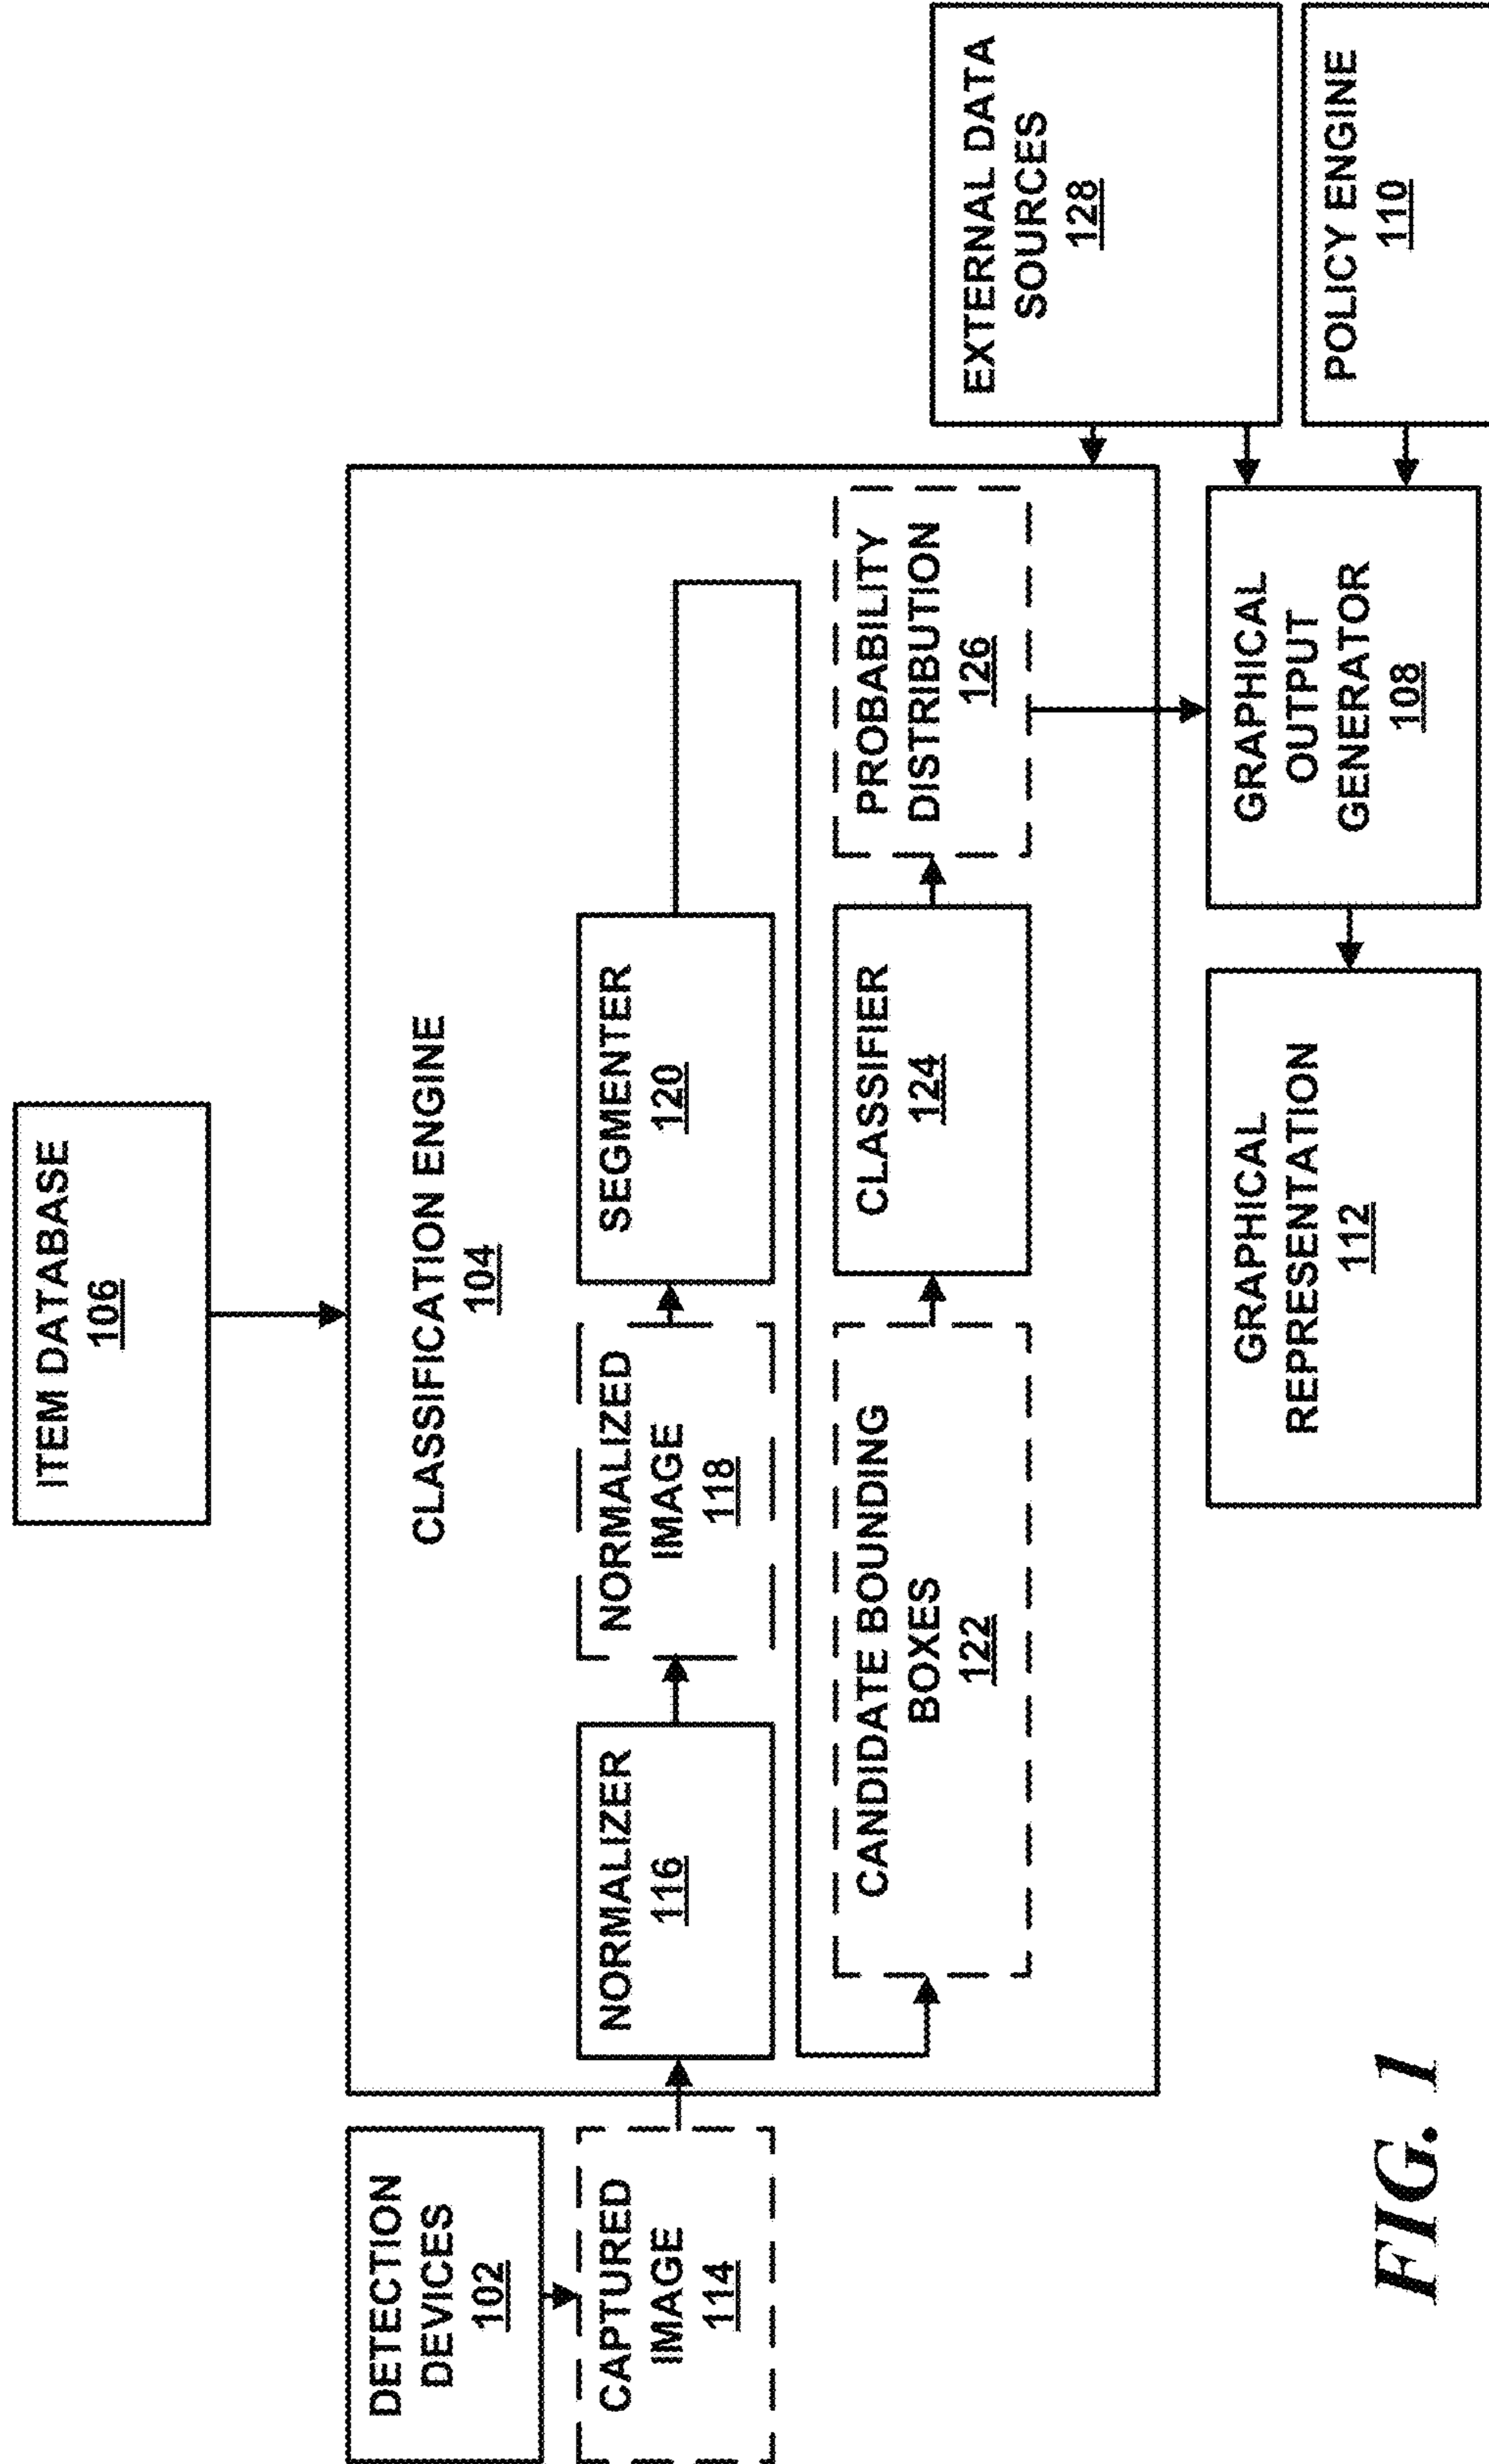 ITEM DATABASE
106
DETECTION
DEVICES
102
CAPTURED
IMAGE
114
CLASSIFICATION ENGINE
104
NORMALIZER
116
NORMALIZED
IMAGE
118
SEGMENTER
120
CANDIDATE BOUNDING
BOXES
122
CLASSIFIER
124
PROBABILITY
DISTRIBUTION
126
EXTERNAL DATA
SOURCES
128
GRAPHICAL
REPRESENTATION
112
GRAPHICAL
OUTPUT
GENERATOR
108
POLICY ENGINE
110
FIG. 1